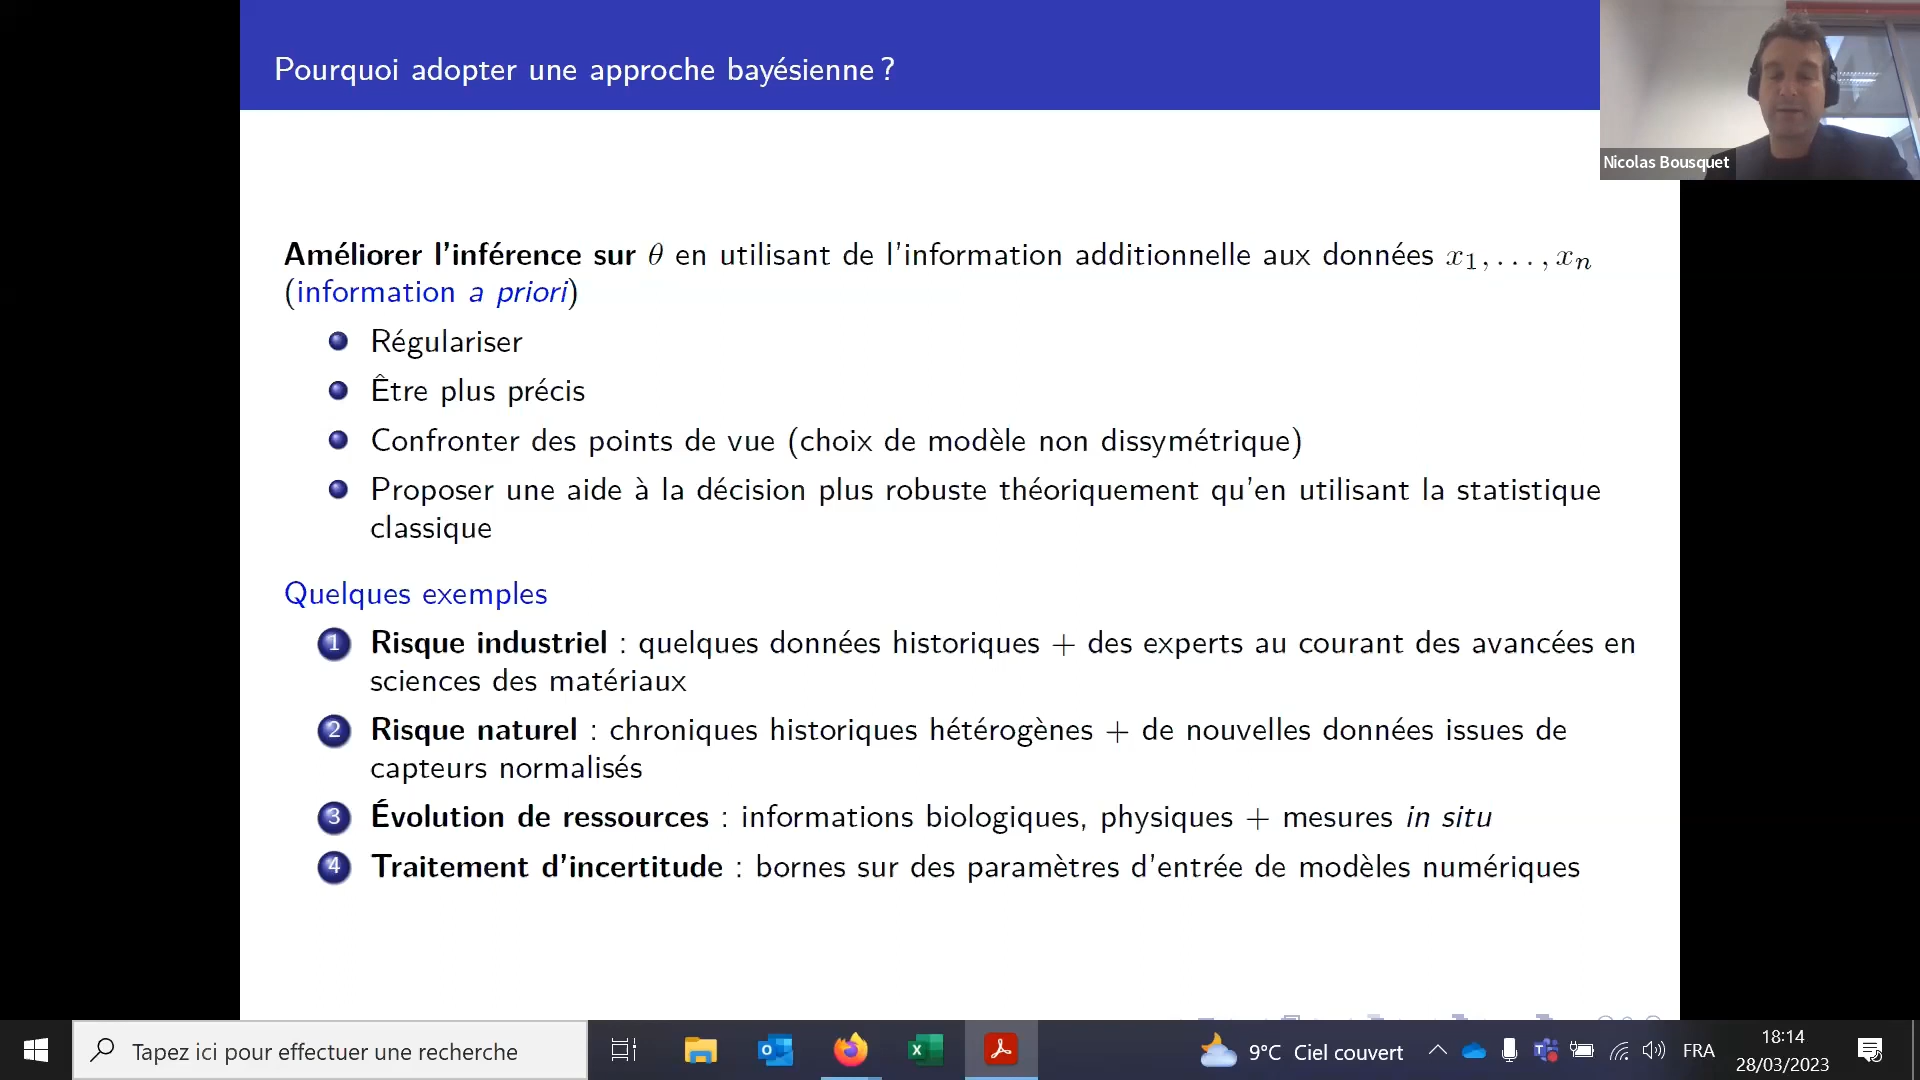 Pourquoi adopter une approche bayésienne ?
Nicolas Bousquet
Améliorer l'inférence sur θ en utilisant de l'information additionnelle aux données x₁, . . . , xₙ
(information a priori)
Régulariser
Être plus précis
Confronter des points de vue (choix de modèle non dissymétrique)
Proposer une aide à la décision plus robuste théoriquement qu'en utilisant la statistique
classique
Quelques exemples
1 Risque industriel : quelques données historiques + des experts au courant des avancées en
sciences des matériaux
2 Risque naturel : chroniques historiques hétérogènes + de nouvelles données issues de
capteurs normalisés
3 Évolution de ressources : informations biologiques, physiques + mesures in situ
4 Traitement d'incertitude : bornes sur des paramètres d'entrée de modèles numériques
Tapez ici pour effectuer une recherche
9°C Ciel couvert
FRA
18:14
28/03/2023